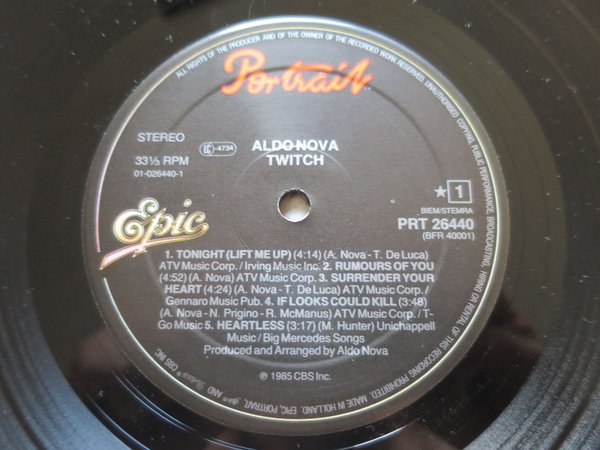 ALL RIGHTS OF THE PRODUCER AND OF THE OWNER OF THE RECORDED WORK RESERVED. UNAUTHORISED COPYING, PUBLIC PERFORMANCE, BROADCASTING, HIRING OR RENTAL OF THIS RECORDING PROHIBITED. MADE IN HOLLAND.
Portrait
STEREO
LC-4734
ALDO NOVA
TWITCH
33⅓ RPM
01-026440-1
★ 1
BIEM/STEMRA
Epic
PRT 26440
(BFR 40001)
1. TONIGHT (LIFT ME UP) (4:14) (A. Nova - T. De Luca)
ATV Music Corp. / Irving Music Inc. 2. RUMOURS OF YOU
(4:52) (A. Nova) ATV Music Corp. 3. SURRENDER YOUR
HEART (4:24) (A. Nova - T. De Luca) ATV Music Corp. /
Gennaro Music Pub. 4. IF LOOKS COULD KILL (3:48)
(A. Nova - N. Prigino - R. McManus) ATV Music Corp. / T-
Go Music 5. HEARTLESS (3:17) (M. Hunter) Unichappell
Music / Big Mercedes Songs
Produced and Arranged by Aldo Nova
℗ 1985 CBS Inc.
EPIC, PORTRAIT,
AND
CBS INC.